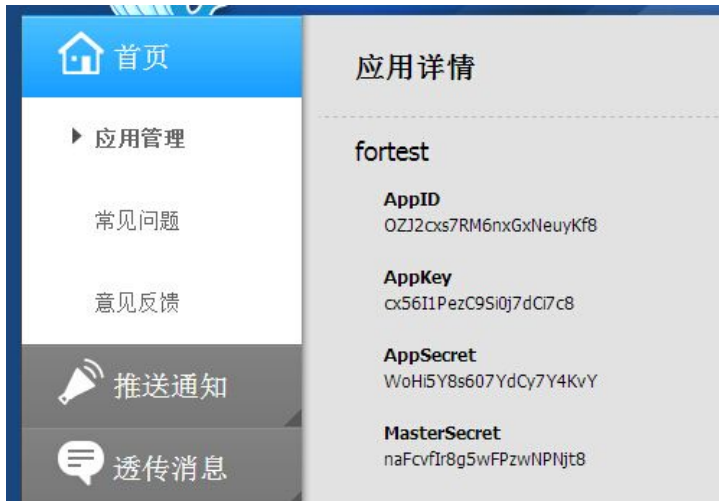 首页
应用管理
常见问题
意见反馈
推送通知
透传消息
应用详情
fortest
AppID
OZJ2cxs7RM6nxGxNeuyKf8
AppKey
cx56I1PezC9Si0j7dCi7c8
AppSecret
WoHi5Y8s607YdCy7Y4KvY
MasterSecret
naFcvfIr8g5wFPzwNPNjt8